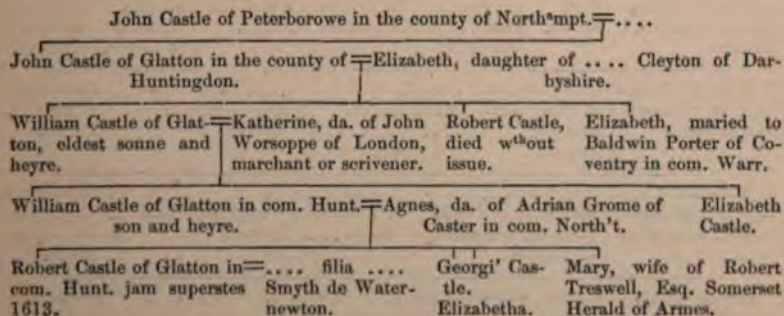 John Castle of Peterborowe in the county of Northᵃmpt.=....
John Castle of Glatton in the county of Huntingdon.
=Elizabeth, daughter of .... Cleyton of Dar-
byshire.
William Castle of Glat-
ton, eldest sonne and
heyre.
=Katherine, da. of John
Worsoppe of London,
marchant or scrivener.
Robert Castle,
died wᵗʰout
issue.
Elizabeth, maried to
Baldwin Porter of Co-
ventry in com. Warr.
William Castle of Glatton in com. Hunt.
son and heyre.
=Agnes, da. of Adrian Grome of
Caster in com. North't.
Elizabeth
Castle.
Robert Castle of Glatton in
com. Hunt. jam superstes
1613.
=.... filia ....
Smyth de Water-
newton.
Georgi' Cas-
tle.
Elizabetha.
Mary, wife of Robert
Treswell, Esq. Somerset
Herald of Armes.